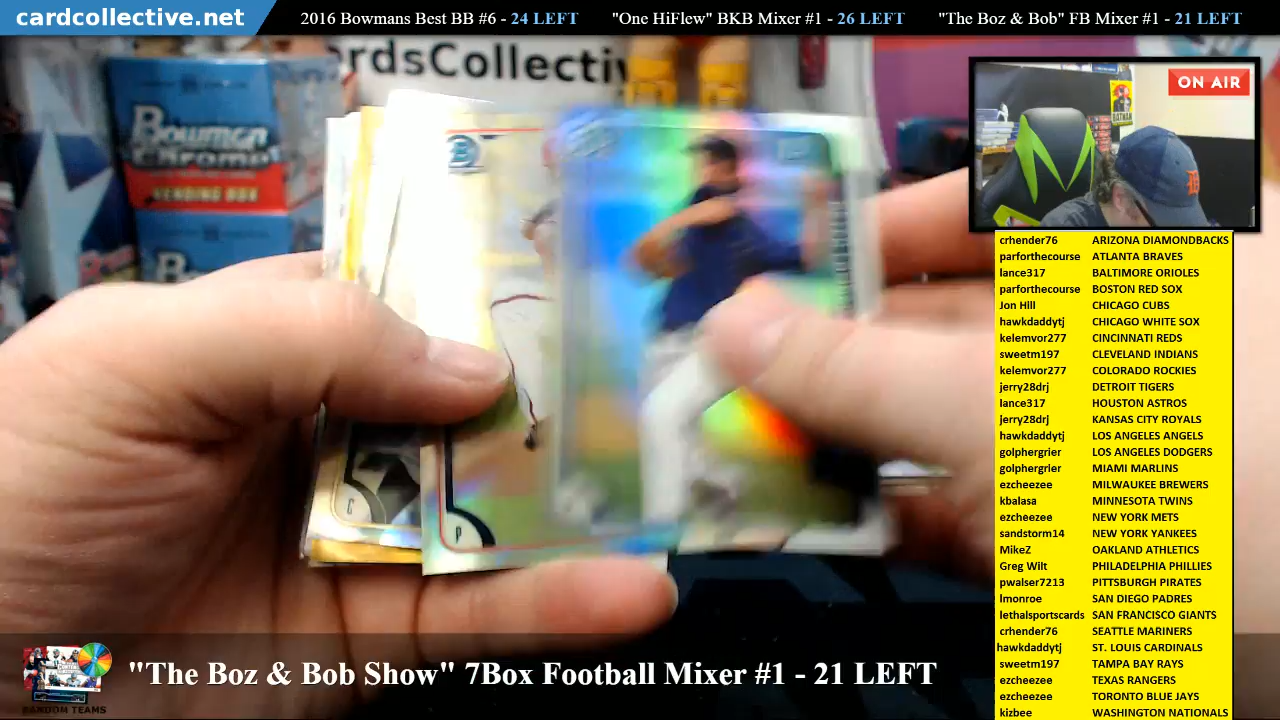 cardcollective.net
2016 Bowmans Best BB #6 - 24 LEFT
"One HiFlew" BKB Mixer #1 - 26 LEFT
"The Boz & Bob" FB Mixer #1 - 21 LEFT
rdsCollectiv
Bowman
Chrome
VENDING BOX
B
P
C
ON AIR
crhender76 ARIZONA DIAMONDBACKS
parforthecourse ATLANTA BRAVES
lance317 BALTIMORE ORIOLES
parforthecourse BOSTON RED SOX
Jon Hill CHICAGO CUBS
hawkdaddytj CHICAGO WHITE SOX
kelemvor277 CINCINNATI REDS
sweetm197 CLEVELAND INDIANS
kelemvor277 COLORADO ROCKIES
jerry28drj DETROIT TIGERS
lance317 HOUSTON ASTROS
jerry28drj KANSAS CITY ROYALS
hawkdaddytj LOS ANGELES ANGELS
golphergrier LOS ANGELES DODGERS
golphergrier MIAMI MARLINS
ezcheezee MILWAUKEE BREWERS
kbalasa MINNESOTA TWINS
ezcheezee NEW YORK METS
sandstorm14 NEW YORK YANKEES
MikeZ OAKLAND ATHLETICS
Greg Wilt PHILADELPHIA PHILLIES
pwalser7213 PITTSBURGH PIRATES
lmonroe SAN DIEGO PADRES
lethalsportscards SAN FRANCISCO GIANTS
crhender76 SEATTLE MARINERS
hawkdaddytj ST. LOUIS CARDINALS
sweetm197 TAMPA BAY RAYS
ezcheezee TEXAS RANGERS
ezcheezee TORONTO BLUE JAYS
kizbee WASHINGTON NATIONALS
RANDOM TEAMS
"The Boz & Bob Show" 7Box Football Mixer #1 - 21 LEFT